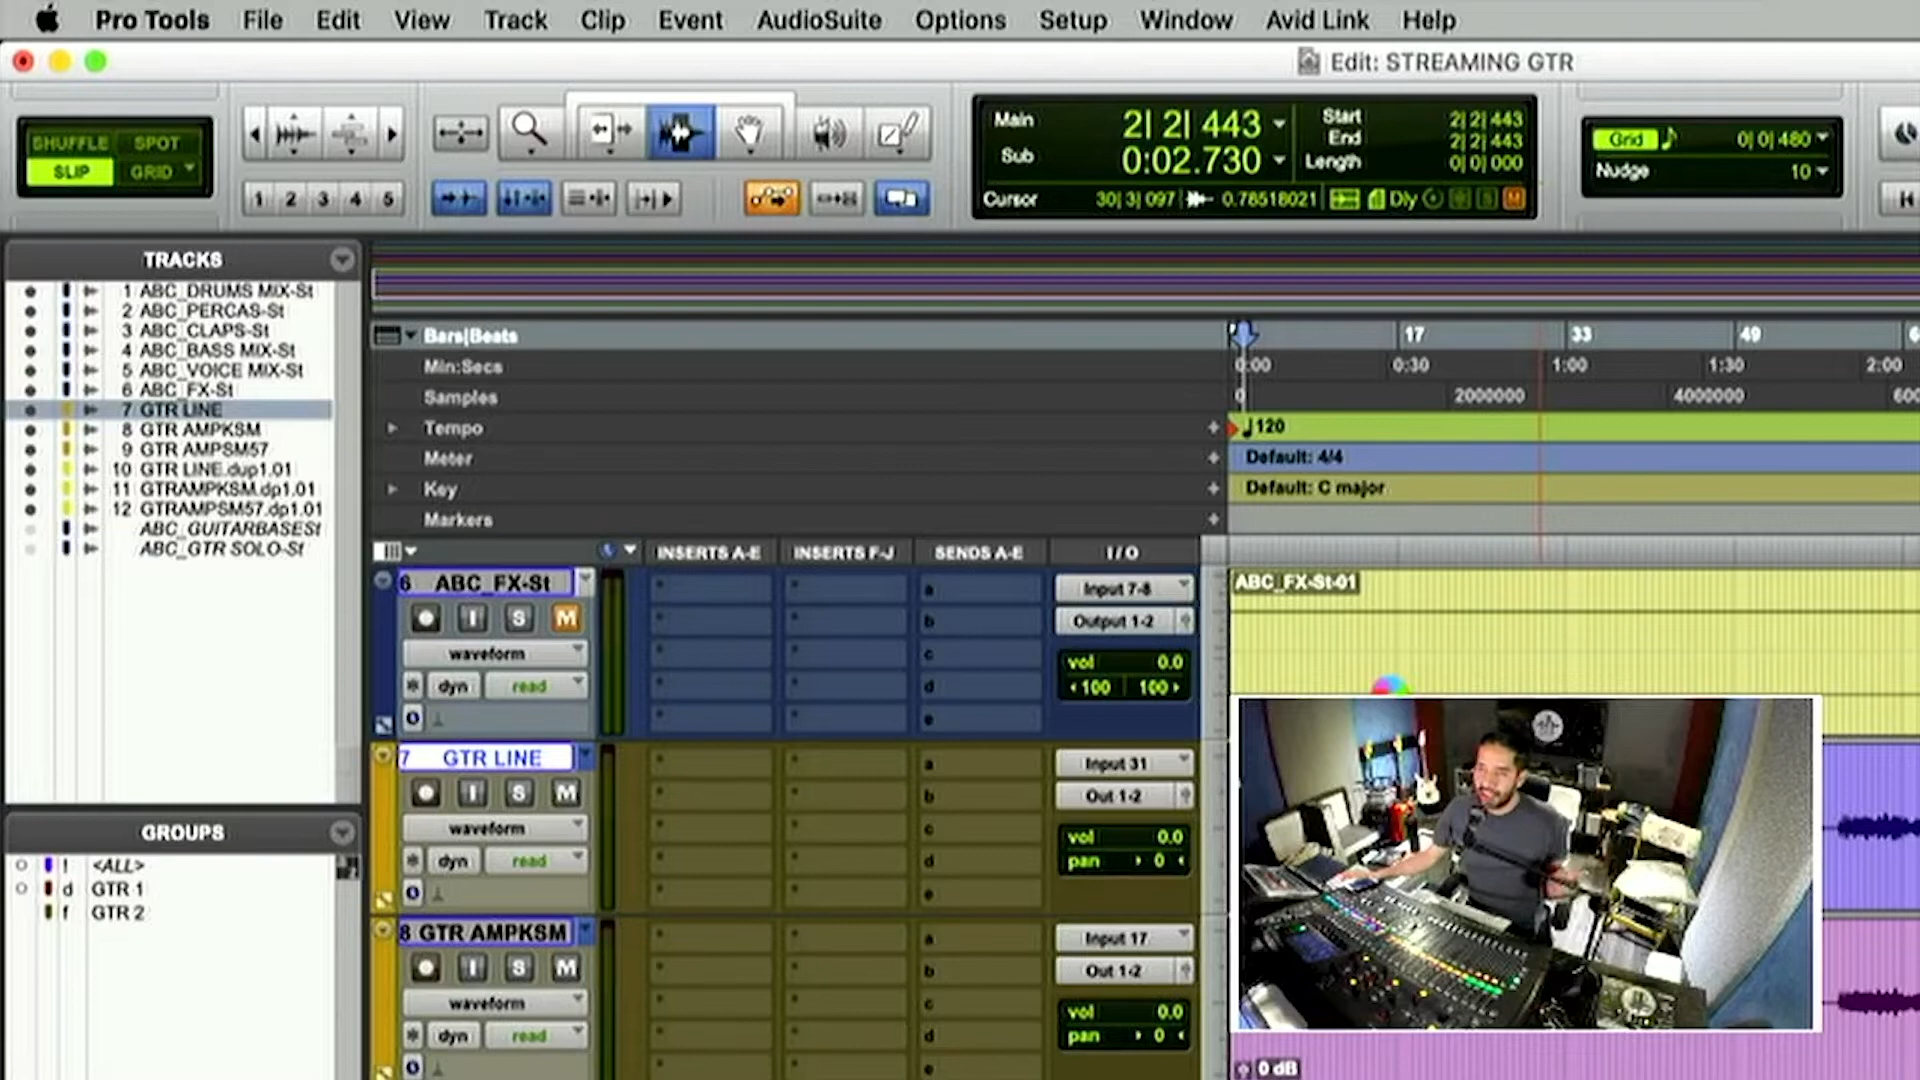 Pro Tools File Edit View Track Clip Event AudioSuite Options Setup Window Avid Link Help
Edit: STREAMING GTR
SHUFFLE SPOT
SLIP GRID
1 2 3 4 5
Main 2| 2| 443
Sub 0:02.730
Start 2| 2| 443
End 2| 2| 443
Length 0| 0| 000
Cursor 30| 3| 097 0.78518021 Dly
Grid 0| 0| 480
Nudge 10
TRACKS
1 ABC_DRUMS MIX-St
2 ABC_PERCAS-St
3 ABC_CLAPS-St
4 ABC_BASS MIX-St
5 ABC_VOICE MIX-St
6 ABC_FX-St
7 GTR LINE
8 GTR AMPKSM
9 GTR AMPSM57
10 GTR LINE.dup1.01
11 GTRAMPKSM.dp1.01
12 GTRAMPSM57.dp1.01
ABC_GUITARBASESt
ABC_GTR SOLO-St
GROUPS
! <ALL>
d GTR 1
f GTR 2
Bars|Beats 17 33 49
Min:Secs 0:00 0:30 1:00 1:30 2:00
Samples 0 2000000 4000000 600
Tempo 120
Meter Default: 4/4
Key Default: C major
Markers
INSERTS A-E INSERTS F-J SENDS A-E I/O
6 ABC_FX-St
I S M
waveform
dyn read
a
b
c
d
e
Input 7-8
Output 1-2
vol 0.0
100 100
ABC_FX-St-01
7 GTR LINE
I S M
waveform
dyn read
a
b
c
d
e
Input 31
Out 1-2
vol 0.0
pan 0
8 GTR AMPKSM
I S M
waveform
dyn read
a
b
c
d
e
Input 17
Out 1-2
vol 0.0
pan 0
0 dB